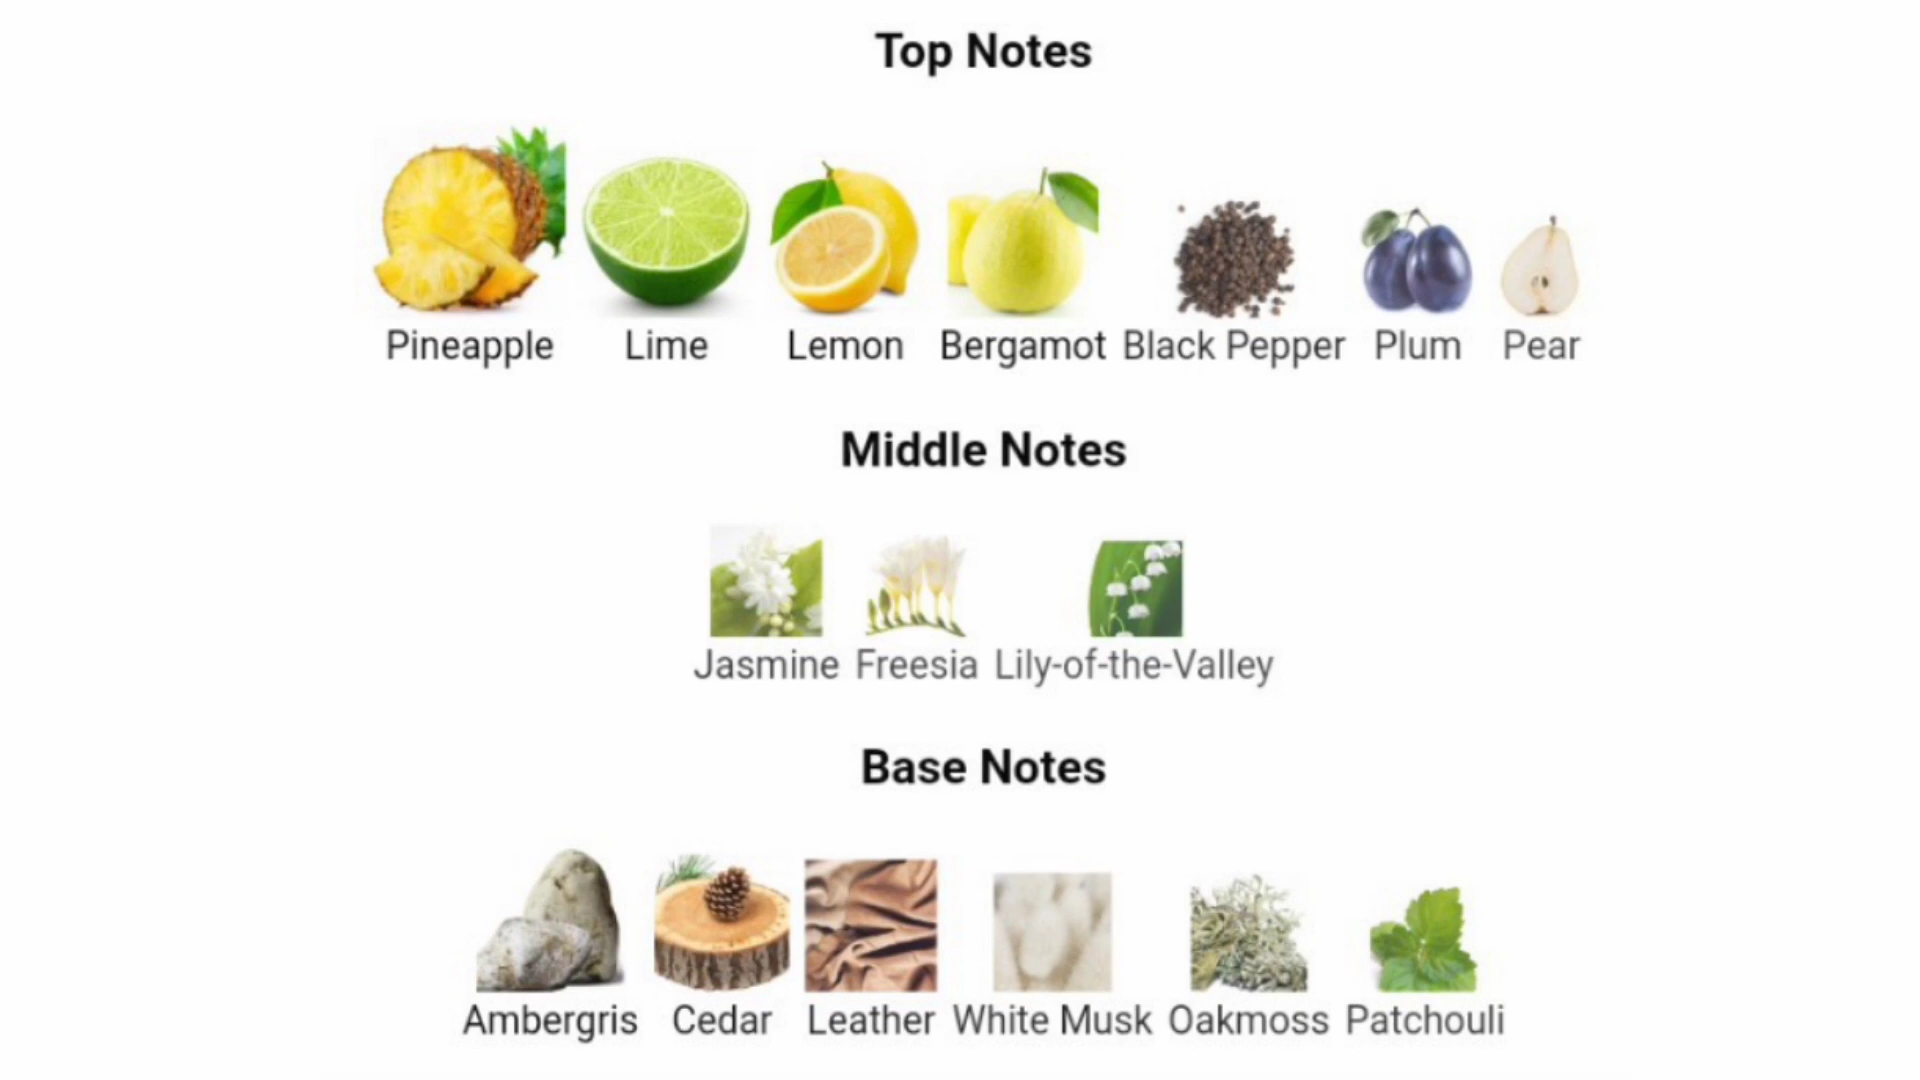 Top Notes
Pineapple Lime Lemon Bergamot Black Pepper Plum Pear
Middle Notes
Jasmine Freesia Lily-of-the-Valley
Base Notes
Ambergris Cedar Leather White Musk Oakmoss Patchouli